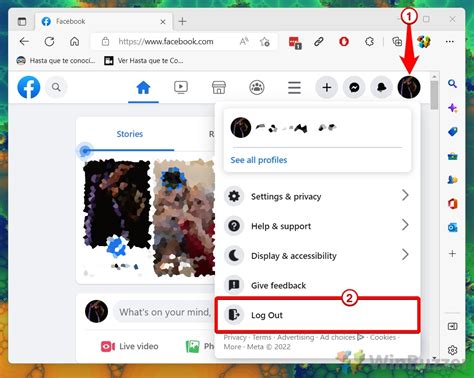 1
Facebook
https://www.facebook.com
Hasta que te conocí...
Ver Hasta que te Co...
Stories
R
See all profiles
Settings & privacy
Help & support
Display & accessibility
Give feedback
2
Log Out
What's on your mind,
Live video
Phot
Privacy · Terms · Advertising · Ad choices · Cookies ·
More · Meta © 2022
WinBuzzer